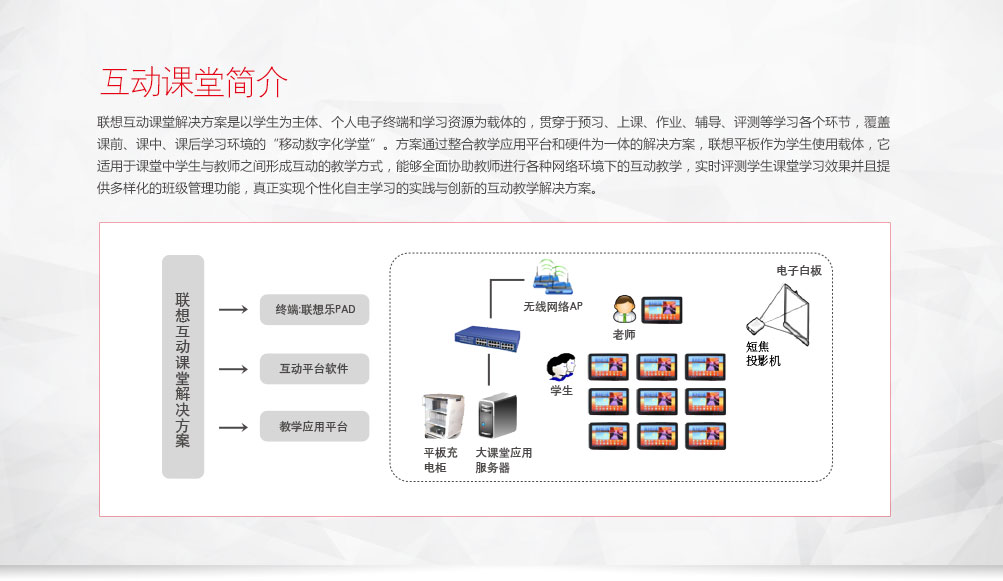 互动课堂简介
联想互动课堂解决方案是以学生为主体、个人电子终端和学习资源为载体的，贯穿于预习、上课、作业、辅导、评测等学习各个环节，覆盖
课前、课中、课后学习环境的“移动数字化学堂”。方案通过整合教学应用平台和硬件为一体的解决方案，联想平板作为学生使用载体，它
适用于课堂中学生与教师之间形成互动的教学方式，能够全面协助教师进行各种网络环境下的互动教学，实时评测学生课堂学习效果并且提
供多样化的班级管理功能，真正实现个性化自主学习的实践与创新的互动教学解决方案。
联想互动课堂解决方案
终端:联想乐PAD
互动平台软件
教学应用平台
无线网络AP
老师
电子白板
短焦
投影机
学生
平板充
电柜
大课堂应用
服务器